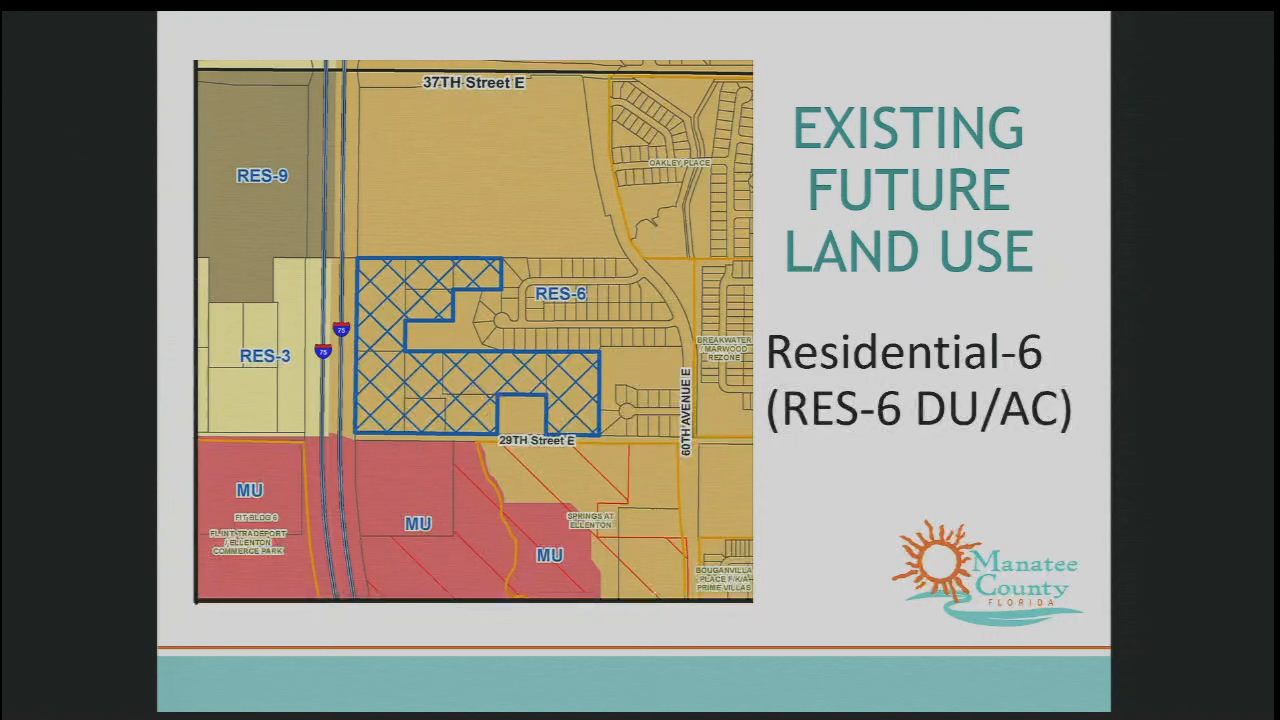 37TH Street E
OAKLEY PLACE
RES-9
RES-6
RES-3
75
75
BREAKWATER
/ MARWOOD
REZONE
60TH AVENUE E
29TH Street E
MU
PIT BLDG 6
FLINT TRADEPORT
/ ELLENTON
COMMERCE PARK
MU
SPRINGS AT
ELLENTON
MU
BOUGANVILLA
PLACE F/K/A
PRIME VILLAS
EXISTING
FUTURE
LAND USE
Residential-6
(RES-6 DU/AC)
Manatee
County
FLORIDA